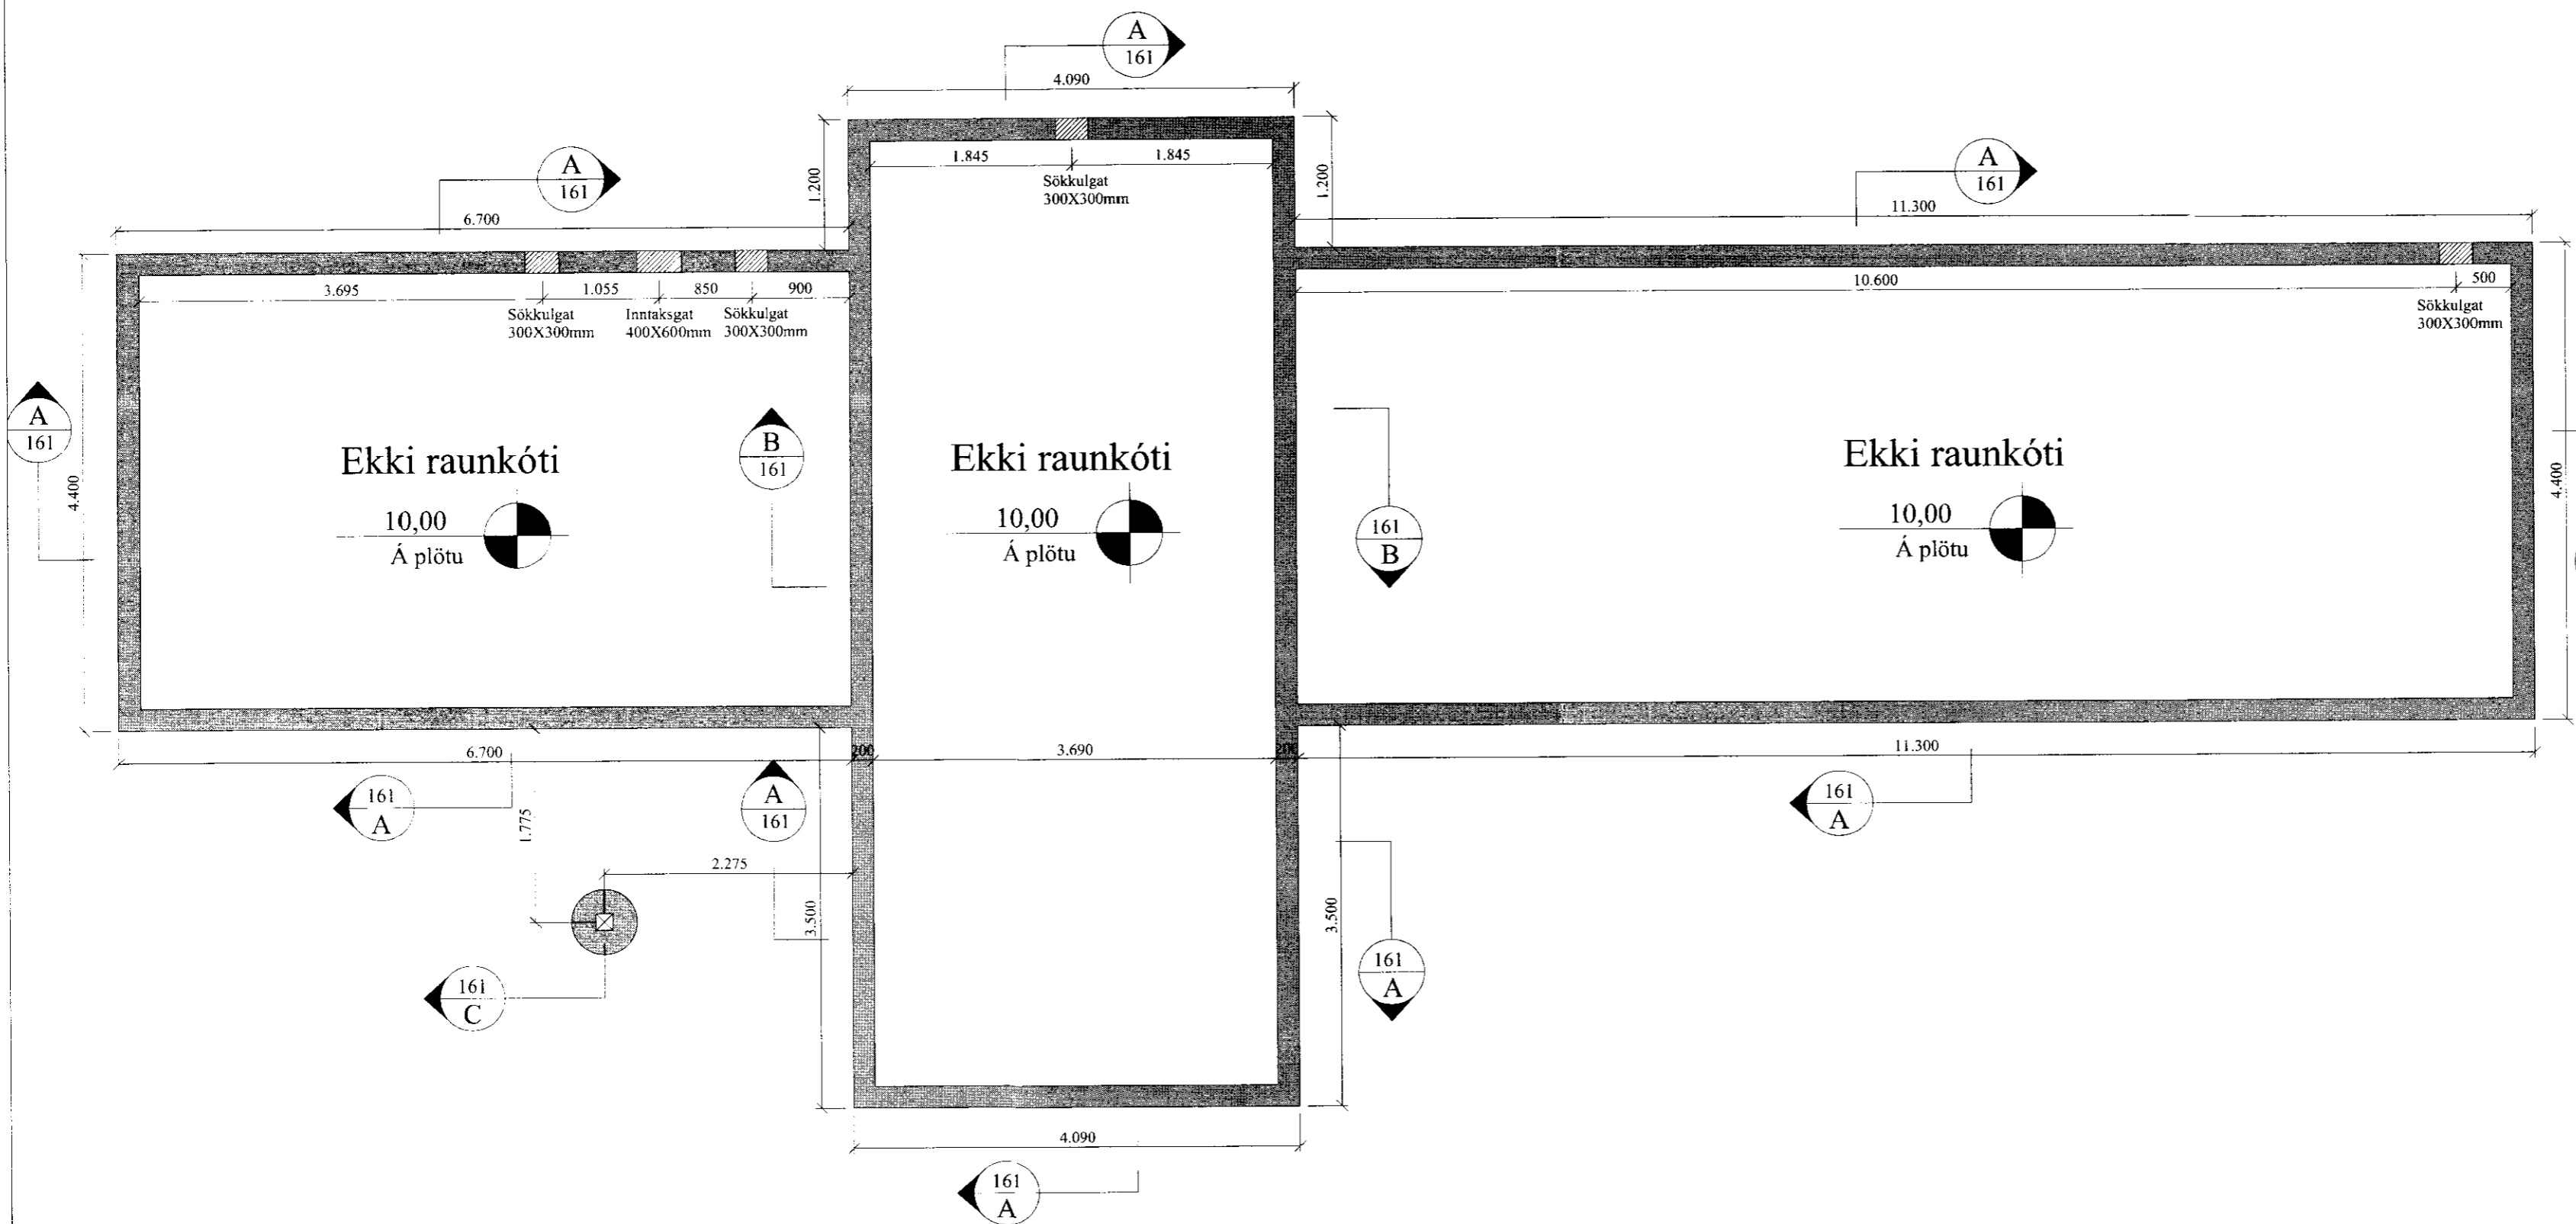 A
161
4.090
A
161
1.200
1.845
1.845
1.200
A
161
Sökkulgat
300X300mm
6.700
11.300
3.695
1.055
850
900
10.600
500
Sökkulgat
300X300mm
Inntaksgat
400X600mm
Sökkulgat
300X300mm
Sökkulgat
300X300mm
A
161
4.400
Ekki raunkóti
10,00
Á plötu
B
161
Ekki raunkóti
10,00
Á plötu
161
B
Ekki raunkóti
10,00
Á plötu
4.400
6.700
200
3.690
200
11.300
161
A
1.775
A
161
161
A
2.275
3.500
3.500
161
C
161
A
4.090
161
A